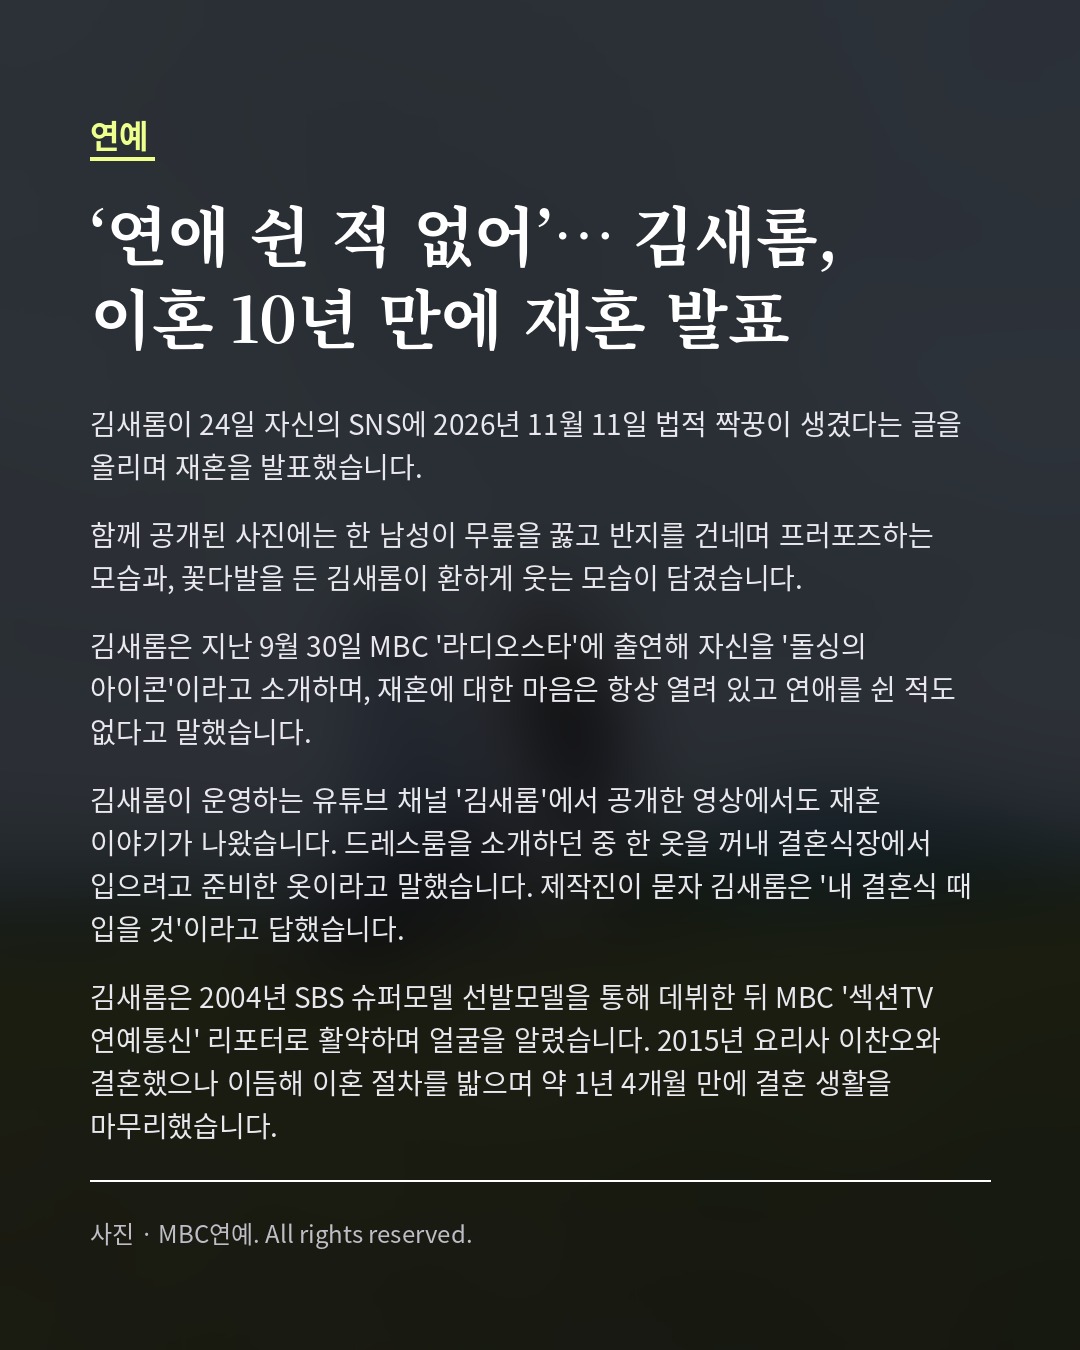 연예
‘연애 쉰 적 없어’… 김새롬,
이혼 10년 만에 재혼 발표
김새롬이 24일 자신의 SNS에 2026년 11월 11일 법적 짝꿍이 생겼다는 글을
올리며 재혼을 발표했습니다.
함께 공개된 사진에는 한 남성이 무릎을 꿇고 반지를 건네며 프러포즈하는
모습과, 꽃다발을 든 김새롬이 환하게 웃는 모습이 담겼습니다.
김새롬은 지난 9월 30일 MBC '라디오스타'에 출연해 자신을 '돌싱의
아이콘'이라고 소개하며, 재혼에 대한 마음은 항상 열려 있고 연애를 쉰 적도
없다고 말했습니다.
김새롬이 운영하는 유튜브 채널 '김새롬'에서 공개한 영상에서도 재혼
이야기가 나왔습니다. 드레스룸을 소개하던 중 한 옷을 꺼내 결혼식장에서
입으려고 준비한 옷이라고 말했습니다. 제작진이 묻자 김새롬은 '내 결혼식 때
입을 것'이라고 답했습니다.
김새롬은 2004년 SBS 슈퍼모델 선발모델을 통해 데뷔한 뒤 MBC '섹션TV
연예통신' 리포터로 활약하며 얼굴을 알렸습니다. 2015년 요리사 이찬오와
결혼했으나 이듬해 이혼 절차를 밟으며 약 1년 4개월 만에 결혼 생활을
마무리했습니다.
사진 · MBC연예. All rights reserved.